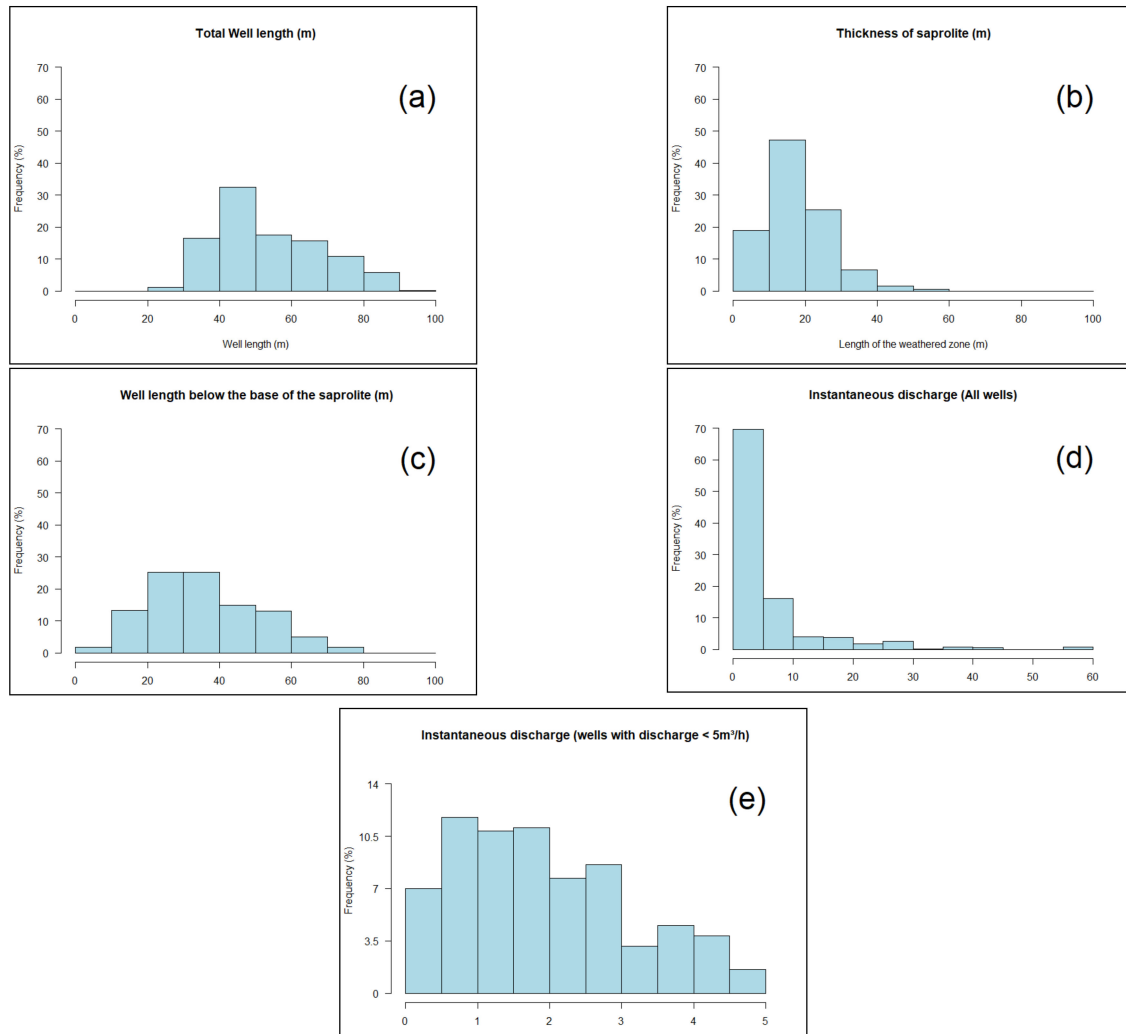 Total Well length (m)
(a)
Frequency (%)
70
60
50
40
30
20
10
0
0 20 40 60 80 100
Well length (m)
Thickness of saprolite (m)
(b)
Frequency (%)
70
60
50
40
30
20
10
0
0 20 40 60 80 100
Length of the weathered zone (m)
Well length below the base of the saprolite (m)
(c)
Frequency (%)
70
60
50
40
30
20
10
0
0 20 40 60 80 100
Instantaneous discharge (All wells)
(d)
Frequency (%)
70
60
50
40
30
20
10
0
0 10 20 30 40 50 60
Instantaneous discharge (wells with discharge < 5m³/h)
(e)
Frequency (%)
14
10.5
7
3.5
0
0 1 2 3 4 5